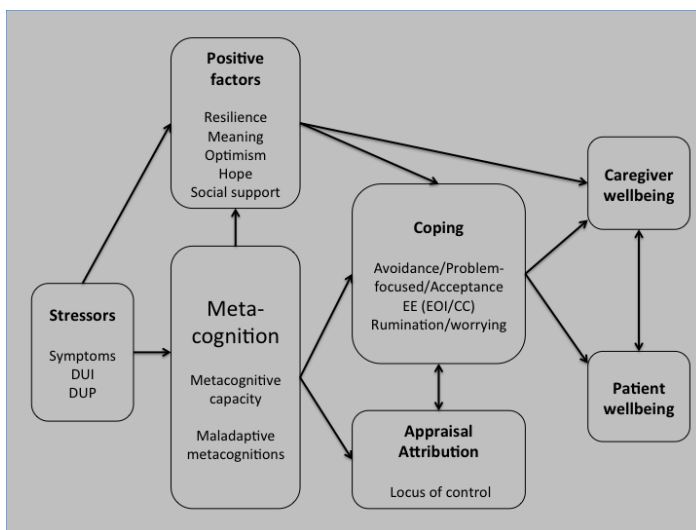 Positive
factors
Resilience
Meaning
Optimism
Hope
Social support
Stressors
Symptoms
DUI
DUP
Meta-
cognition
Metacognitive
capacity
Maladaptive
metacognitions
Coping
Avoidance/Problem-
focused/Acceptance
EE (EOI/CC)
Rumination/worrying
Appraisal
Attribution
Locus of control
Caregiver
wellbeing
Patient
wellbeing